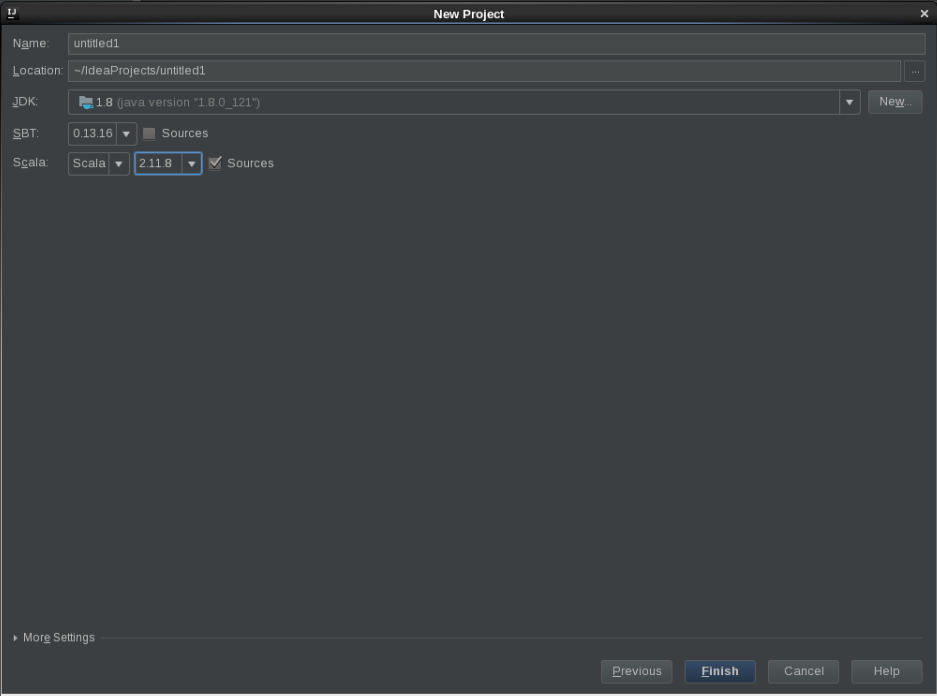 IJ
New Project
Name: untitled1
Location: ~/IdeaProjects/untitled1 ...
JDK: 1.8 (java version "1.8.0_121") New...
SBT: 0.13.16 Sources
Scala: Scala 2.11.8 Sources
More Settings
Previous Finish Cancel Help